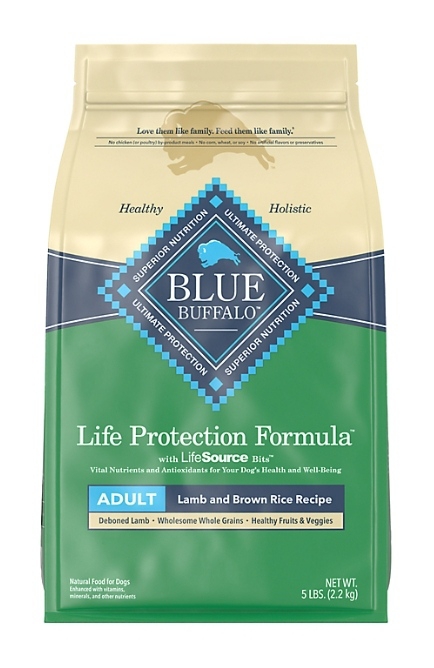 Love them like family. Feed them like family.®
No chicken (or poultry) by-product meals • No corn, wheat, or soy • No artificial flavors or preservatives
Healthy
Holistic
SUPERIOR NUTRITION
ULTIMATE PROTECTION
BLUE
BUFFALO™
ULTIMATE PROTECTION
SUPERIOR NUTRITION
Life Protection Formula™
with LifeSource Bits™
Vital Nutrients and Antioxidants for Your Dog's Health and Well-Being
ADULT Lamb and Brown Rice Recipe
Deboned Lamb • Wholesome Whole Grains • Healthy Fruits & Veggies
Natural Food for Dogs
Enhanced with vitamins,
minerals, and other nutrients
NET WT.
5 LBS. (2.2 kg)